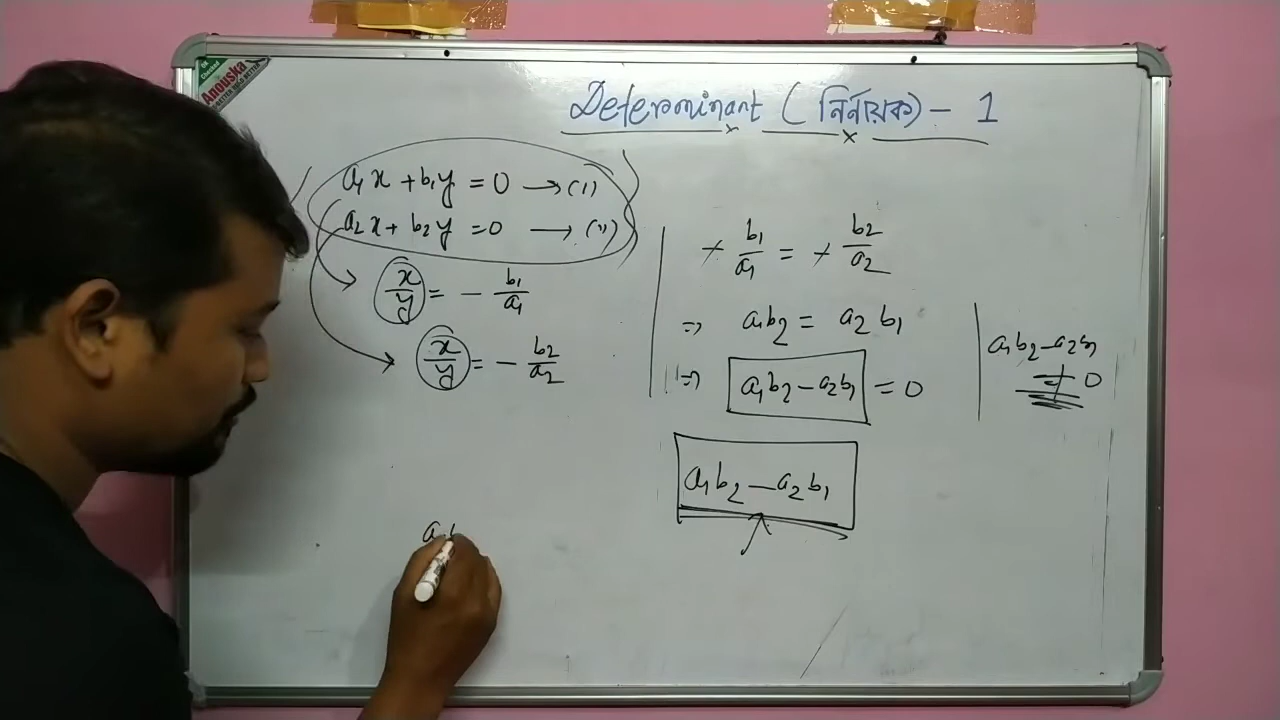 Anouska
Determinant (নির্নায়ক) - 1
a₁x + b₁y = 0 → (i)
a₂x + b₂y = 0 → (ii)
x/y = - b₁/a₁
x/y = - b₂/a₂
- b₁/a₁ = - b₂/a₂
⇒ a₁b₂ = a₂b₁
⇒ a₁b₂ - a₂b₁ = 0
a₁b₂ - a₂b₁
a₁b₂ - a₂b₁
≠ 0